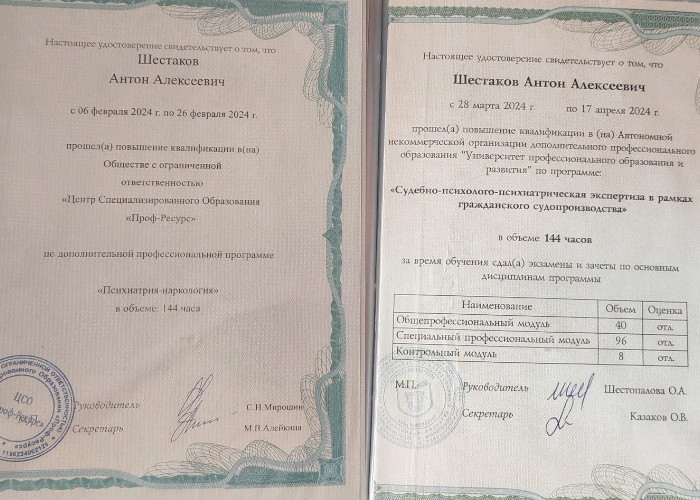 Настоящее удостоверение свидетельствует о том, что
Шестаков
Антон Алексеевич
с 06 февраля 2024 г. по 26 февраля 2024 г.
прошел(а) повышение квалификации в(на)
Обществе с ограниченной
ответственностью
«Центр Специализированного Образования
«Проф-Ресурс»
по дополнительной профессиональной программе
«Психиатрия-наркология»
в объеме: 144 часа
ЦСО
Руководитель
С.Н.Мирошни
Секретарь
М.В.Алейкина
Настоящее удостоверение свидетельствует о том, что
Шестаков Антон Алексеевич
с 28 марта 2024 г. по 17 апреля 2024 г.
прошел(а) повышение квалификации в (на) Автономной
некоммерческой организации дополнительного профессионального
образования "Университет профессионального образования и
развития" по программе:
«Судебно-психолого-психиатрическая экспертиза в рамках
гражданского судопроизводства»
в объеме 144 часов
за время обучения сдал(а) экзамены и зачеты по основным
дисциплинам программы
Наименование Объем Оценка
Общепрофессиональный модуль 40 отл.
Специальный профессиональный модуль 96 отл.
Контрольный модуль 8 отл.
М.П.
Руководитель Шестопалова О.А.
Секретарь Казаков О.В.